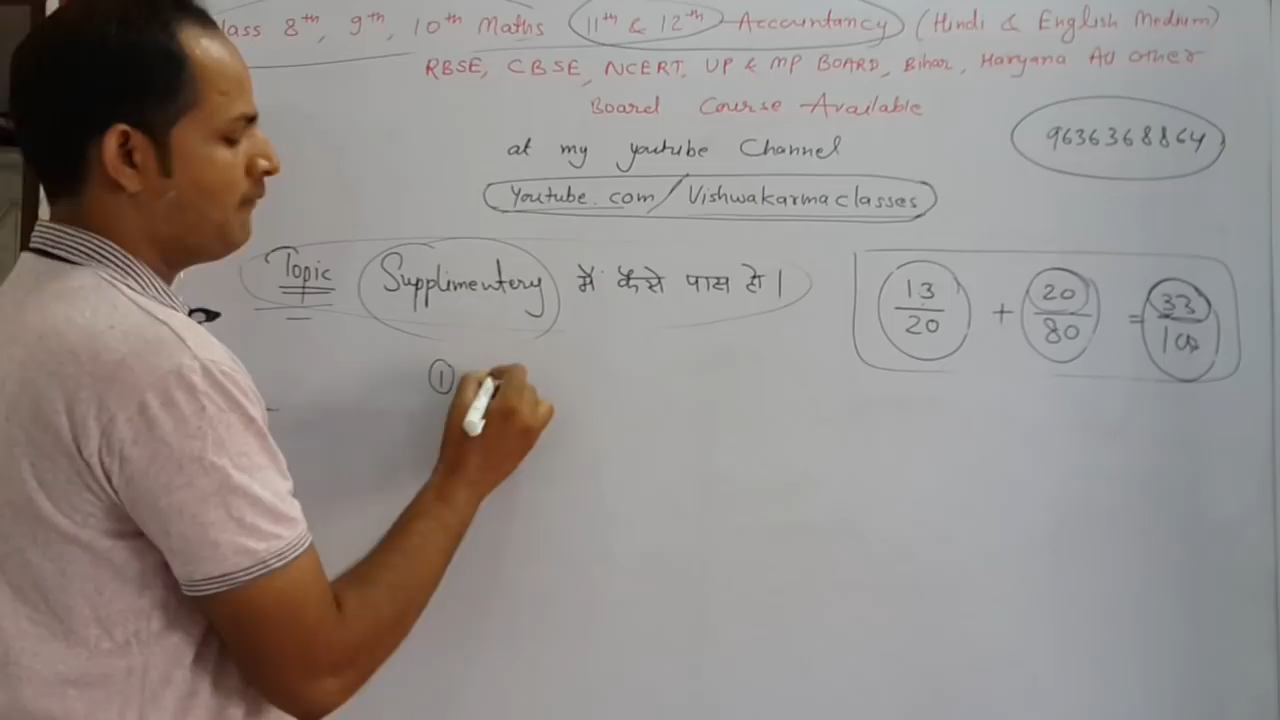 ass 8th, 9th, 10th Maths 11th & 12th Accountancy (Hindi & English Medium)
RBSE, CBSE, NCERT, UP & MP BOARD, Bihar, Haryana All other
Board Course Available
at my youtube Channel
9636368864
Youtube.com/Vishwakarmaclasses
Topic Supplimentery में कैसे पास हो।
13/20 + 20/80 = 33/100
①